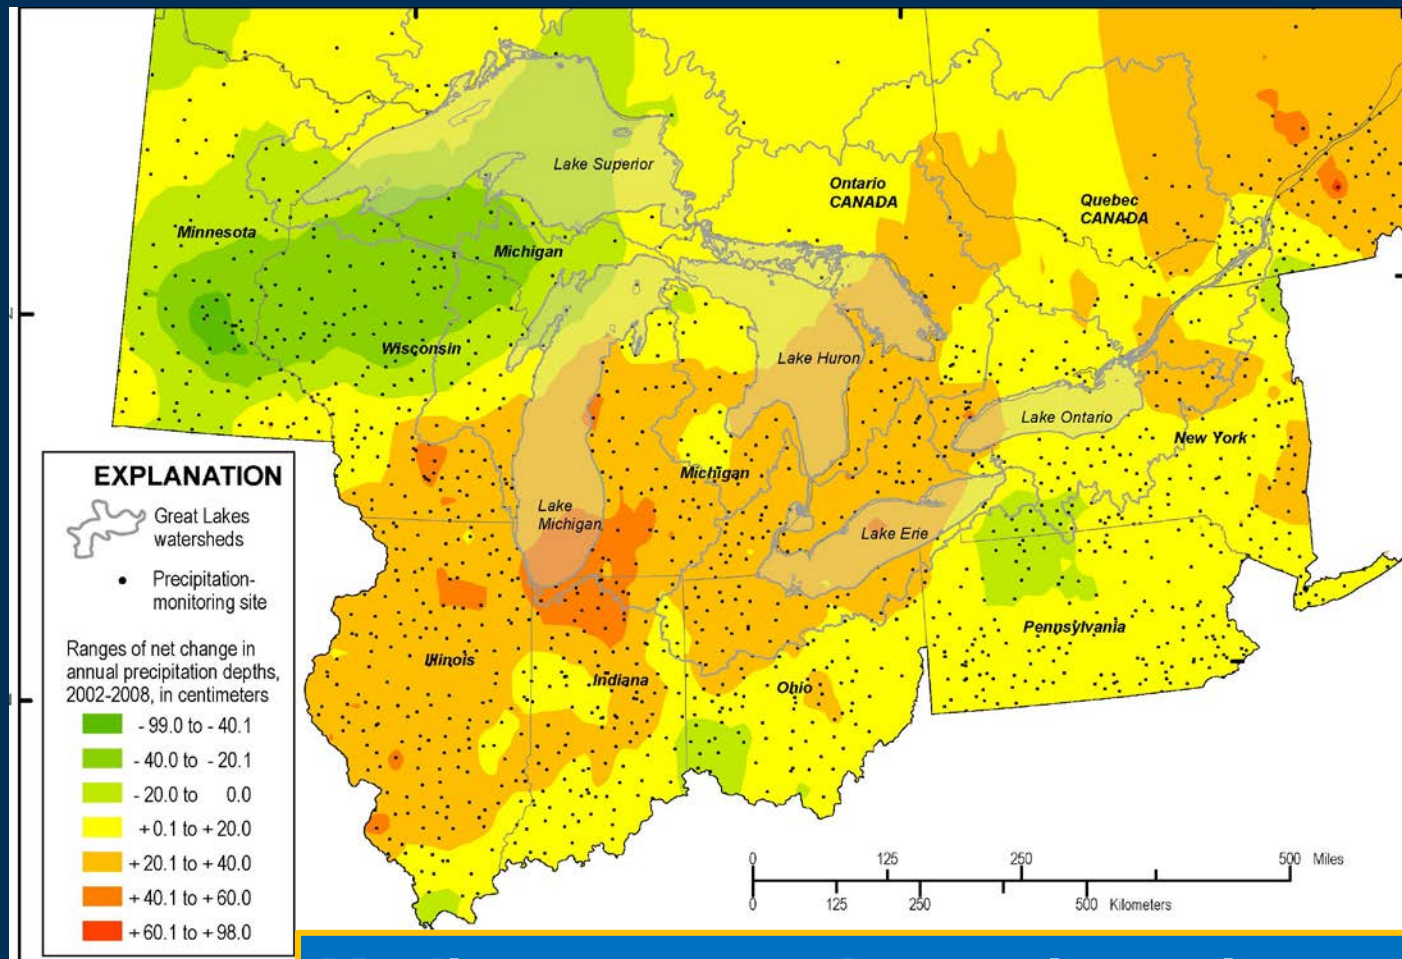 Lake Superior
Ontario
CANADA
Quebec
CANADA
Minnesota
Michigan
Wisconsin
Lake Huron
Lake Ontario
New York
Michigan
Lake
Michigan
Lake Erie
Pennsylvania
Illinois
Indiana
Ohio
EXPLANATION
Great Lakes
watersheds
Precipitation-
monitoring site
Ranges of net change in
annual precipitation depths,
2002-2008, in centimeters
- 99.0 to - 40.1
- 40.0 to - 20.1
- 20.0 to 0.0
+ 0.1 to + 20.0
+ 20.1 to + 40.0
+ 40.1 to + 60.0
+ 60.1 to + 98.0
0 125 250 500 Miles
0 125 250 500 Kilometers